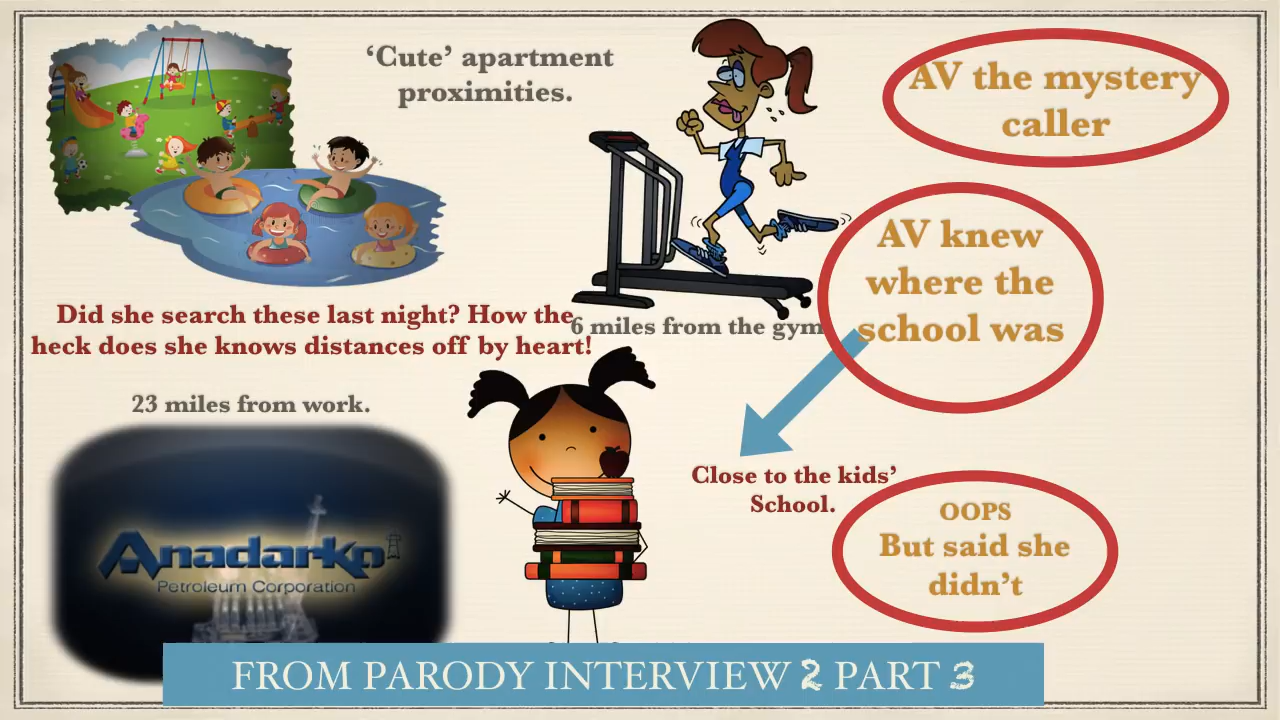 ‘Cute’ apartment
proximities.
AV the mystery
caller
AV knew
where the
school was
Did she search these last night? How the
heck does she knows distances off by heart!
6 miles from the gym
23 miles from work.
Close to the kids’
School.
OOPS
But said she
didn’t
Anadarko
Petroleum Corporation
FROM PARODY INTERVIEW 2 PART 3